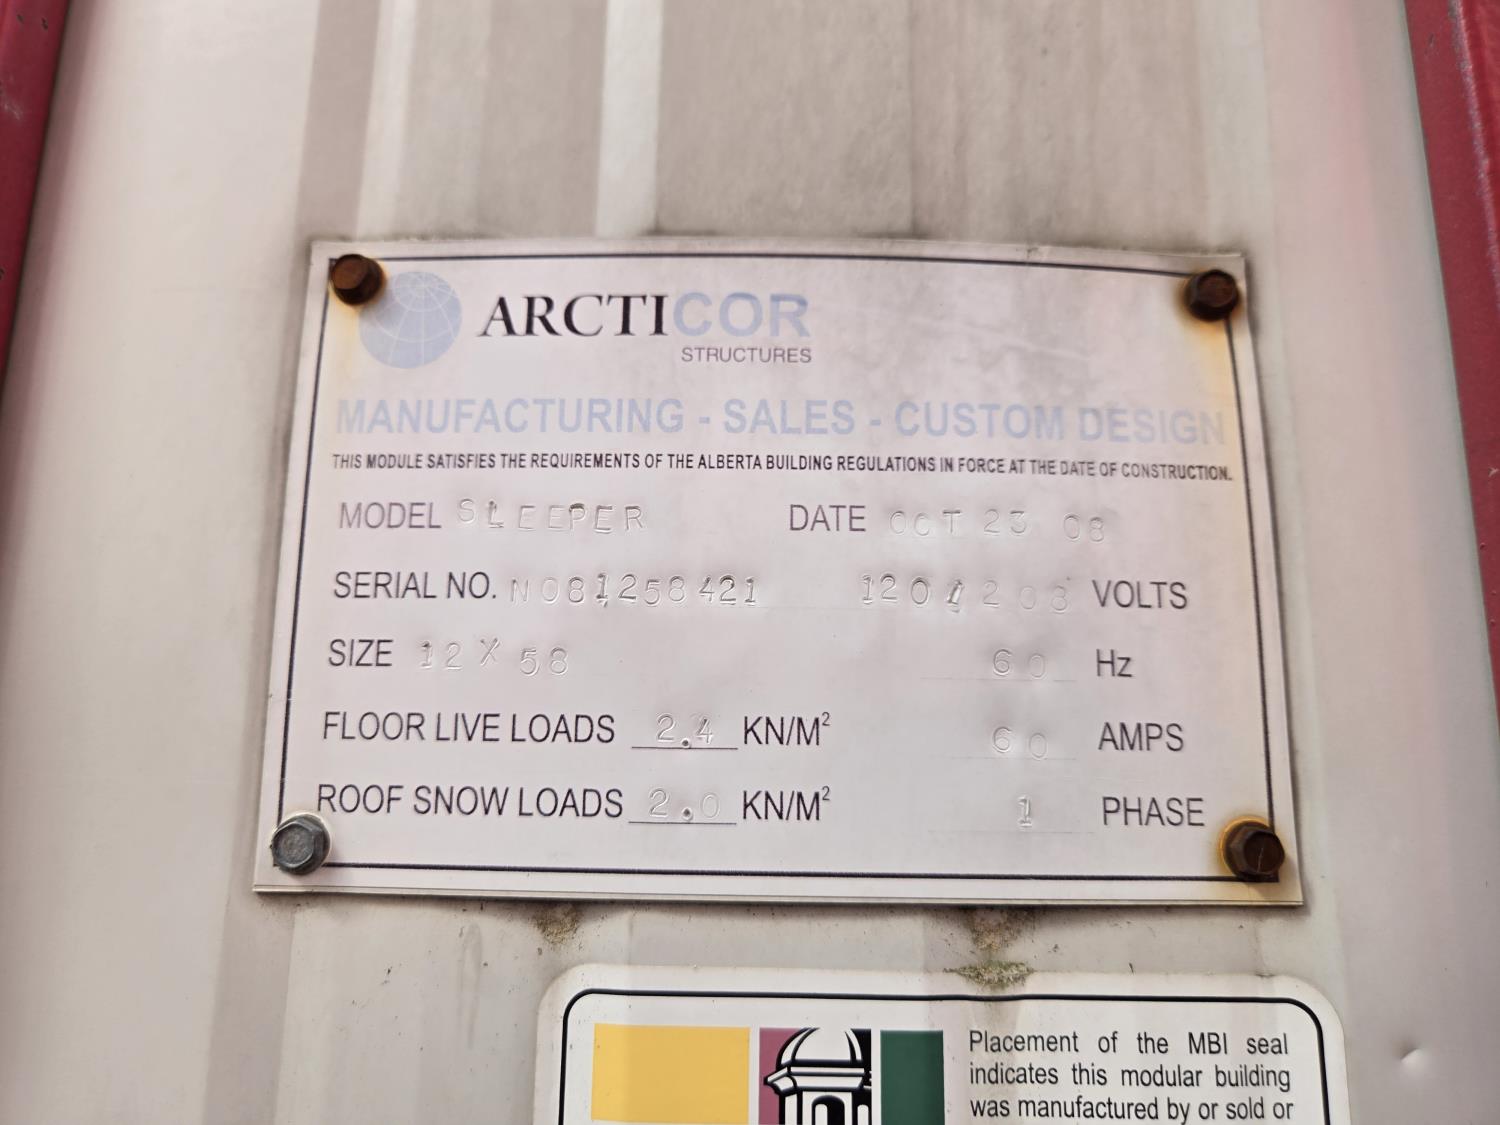 ARCTICOR
STRUCTURES
MANUFACTURING - SALES - CUSTOM DESIGN
THIS MODULE SATISFIES THE REQUIREMENTS OF THE ALBERTA BUILDING REGULATIONS IN FORCE AT THE DATE OF CONSTRUCTION.
MODEL SLEEPER DATE OCT 23 08
SERIAL NO. N081258421 120/208 VOLTS
SIZE 12 X 58 60 Hz
FLOOR LIVE LOADS 2.4 KN/M² 60 AMPS
ROOF SNOW LOADS 2.0 KN/M² 1 PHASE
Placement of the MBI seal
indicates this modular building
was manufactured by or sold or